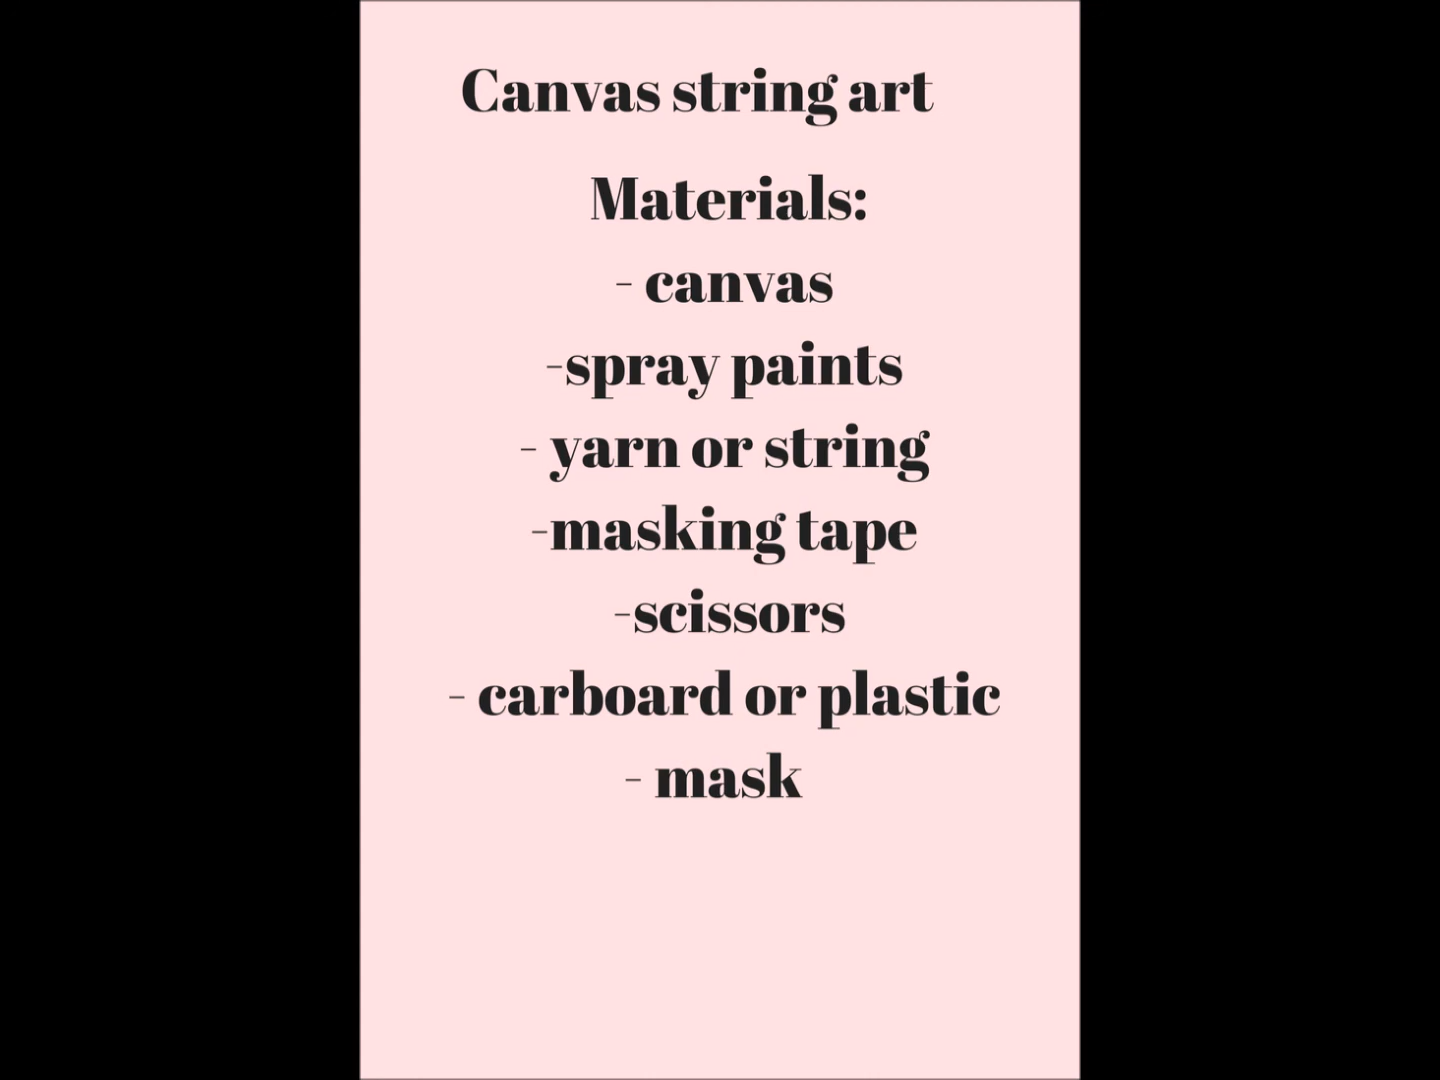 Canvas string art
Materials:
- canvas
-spray paints
- yarn or string
-masking tape
-scissors
- carboard or plastic
- mask